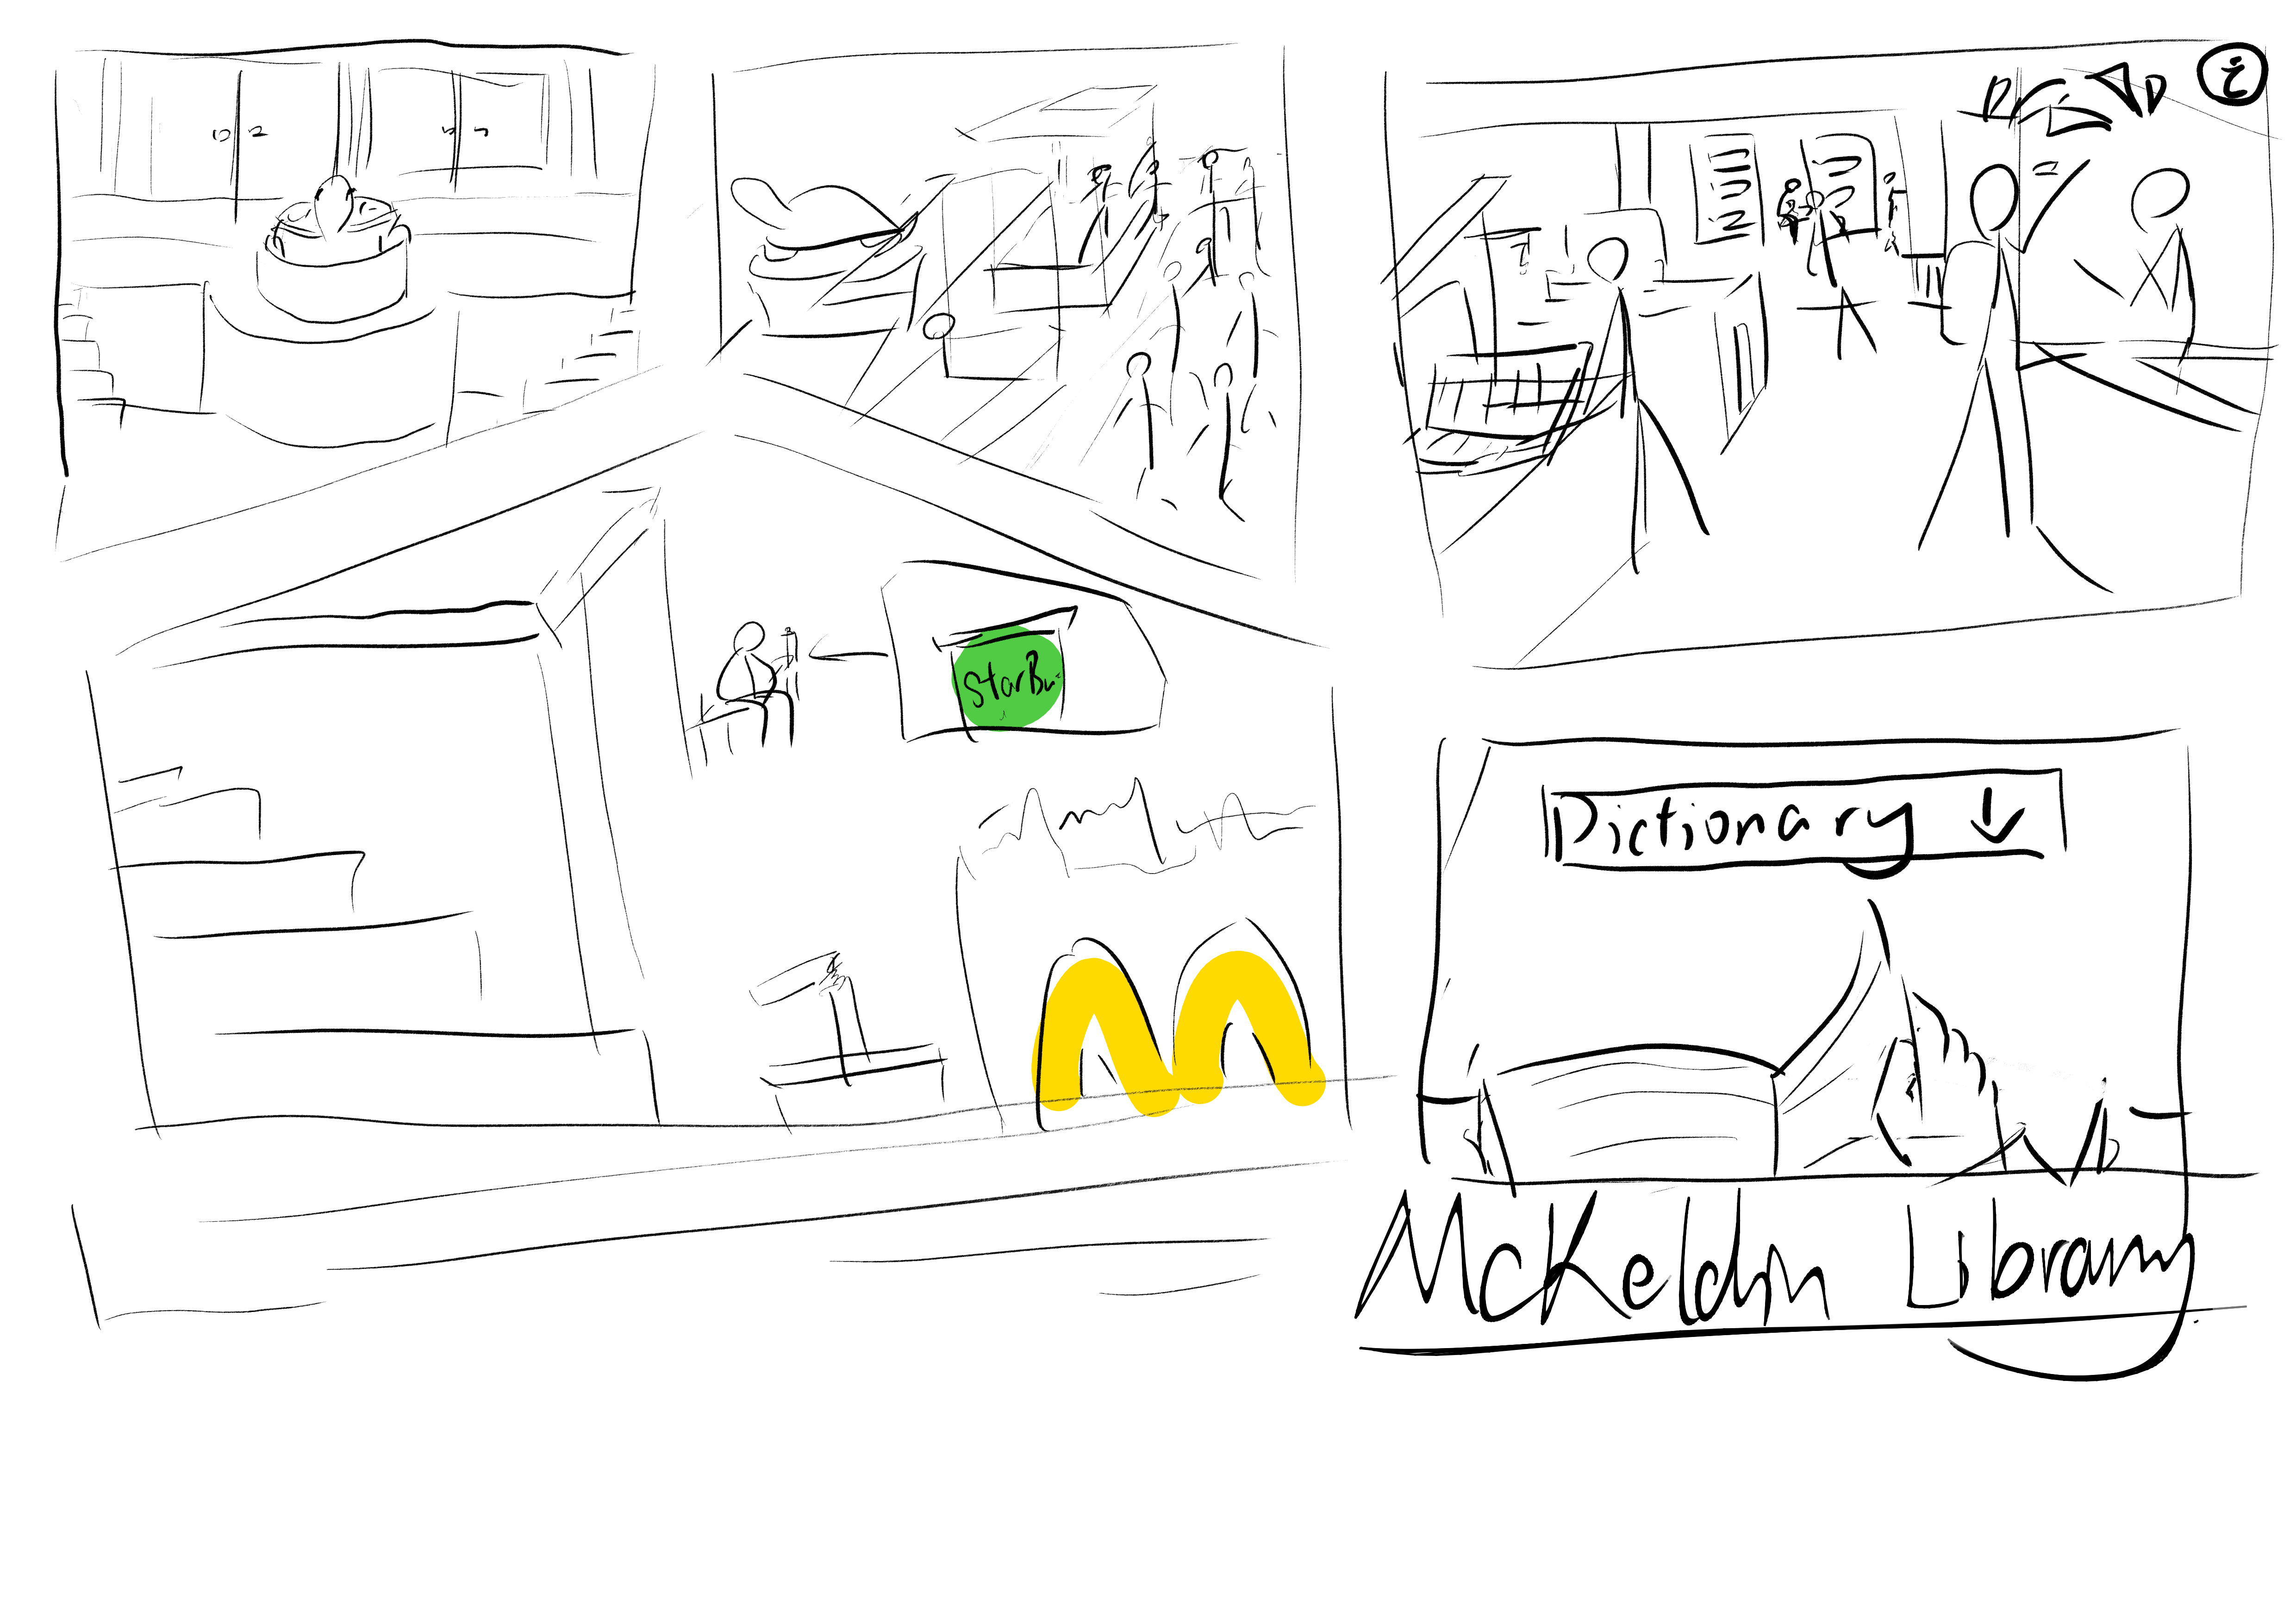 i
StarBu
Dictionary ↓
McKeldin Library
M